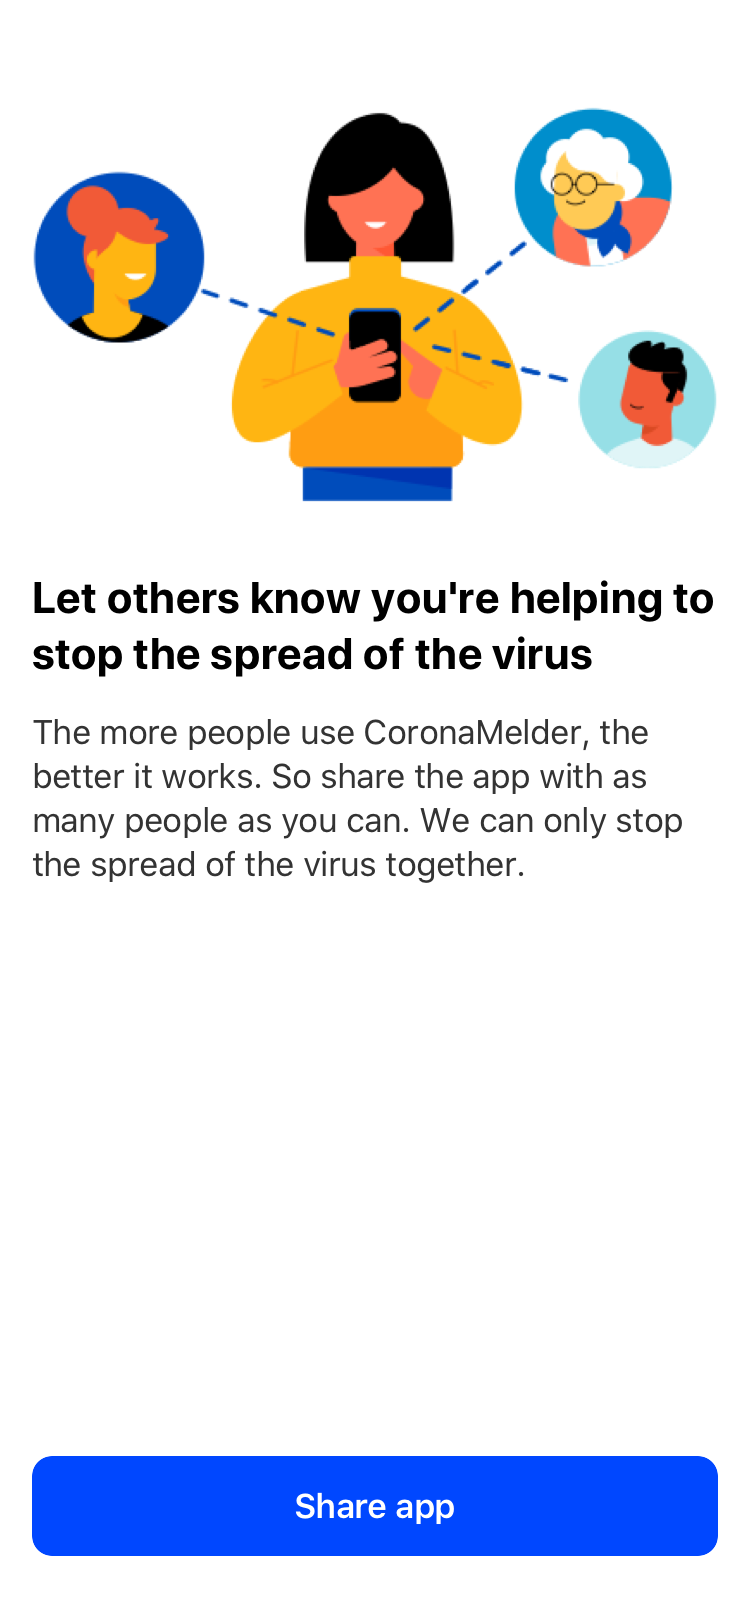 Let others know you're helping to
stop the spread of the virus
The more people use CoronaMelder, the
better it works. So share the app with as
many people as you can. We can only stop
the spread of the virus together.
Share app